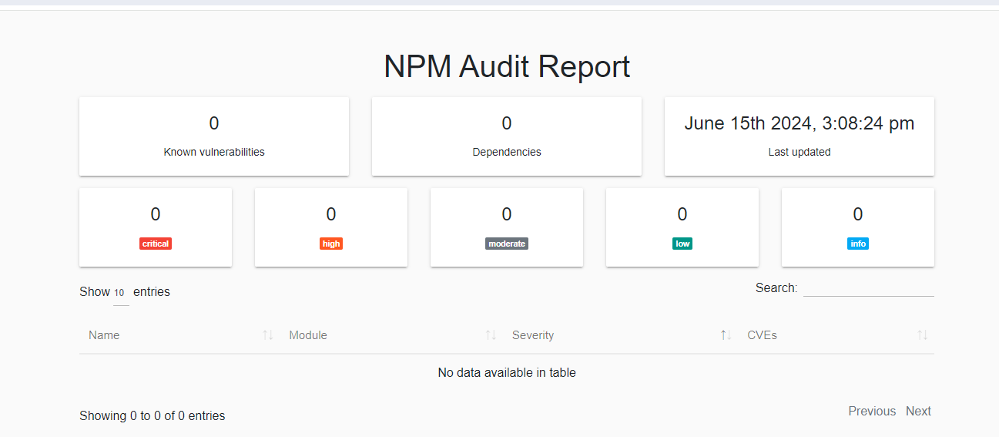 NPM Audit Report
0
Known vulnerabilities
0
Dependencies
June 15th 2024, 3:08:24 pm
Last updated
0
critical
0
high
0
moderate
0
low
0
info
Show 10 entries
Search:
Name Module Severity CVEs
No data available in table
Showing 0 to 0 of 0 entries
Previous Next